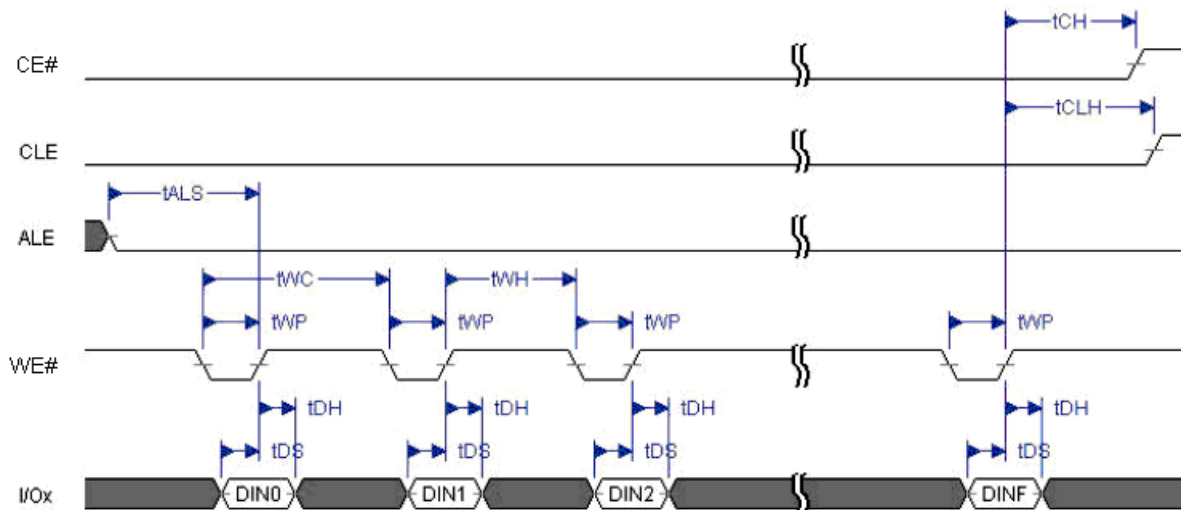 tCH
CE#
tCLH
CLE
tALS
ALE
tWC tWH
tWP tWP tWP tWP
WE#
tDH tDH tDH tDH
tDS tDS tDS tDS
I/Ox DIN0 DIN1 DIN2 DINF